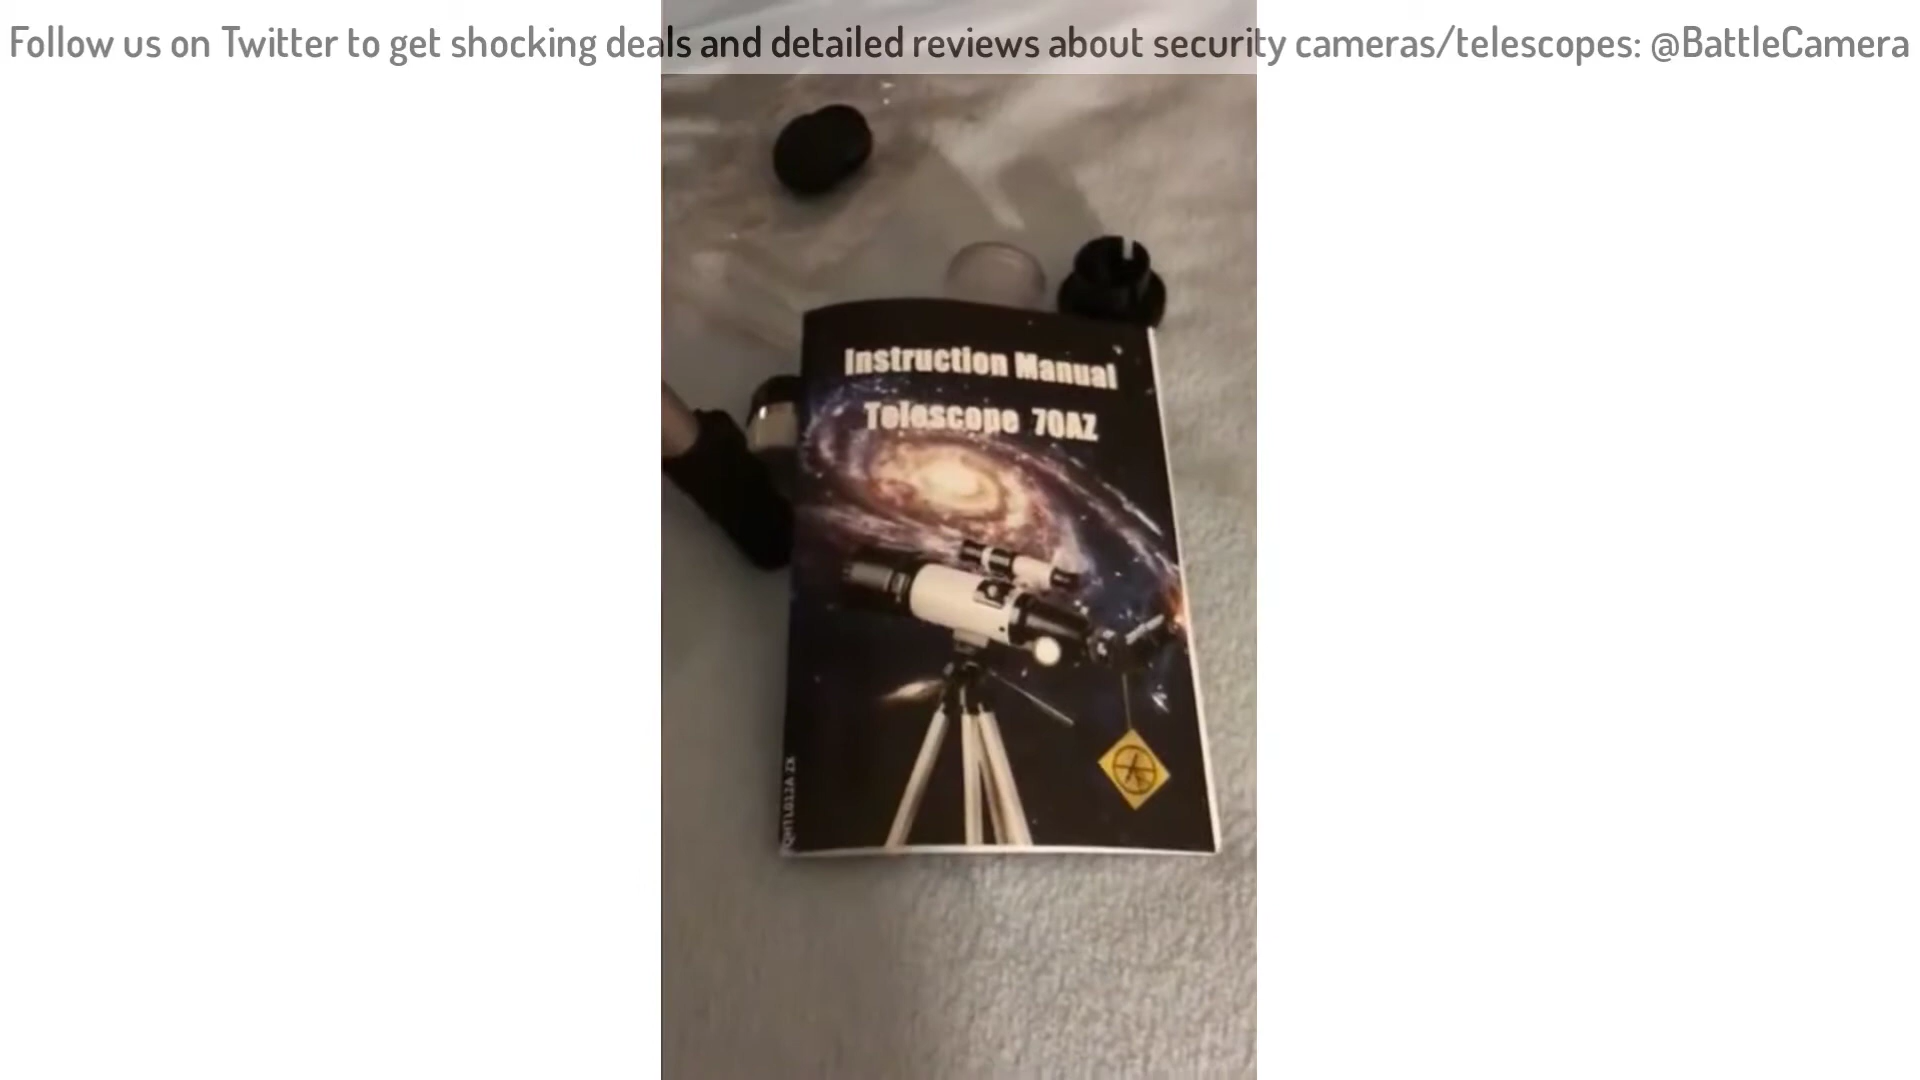 Follow us on Twitter to get shocking deals and detailed reviews about security cameras/telescopes: @BattleCamera
Instruction Manual
Telescope 70AZ